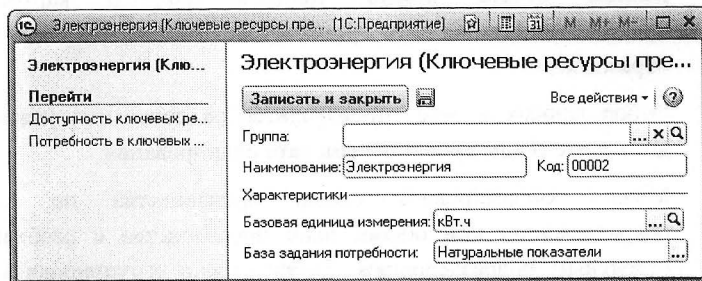 Электроэнергия (Ключевые ресурсы пре... (1С:Предприятие) 31 M M+ M-
Электроэнергия (Клю...
Перейти
Доступность ключевых ре...
Потребность в ключевых ...
Электроэнергия (Ключевые ресурсы пре...
Записать и закрыть Все действия
Группа: ...
Наименование: Электроэнергия Код: 00002
Характеристики
Базовая единица измерения: кВт.ч ...
База задания потребности: Натуральные показатели ...